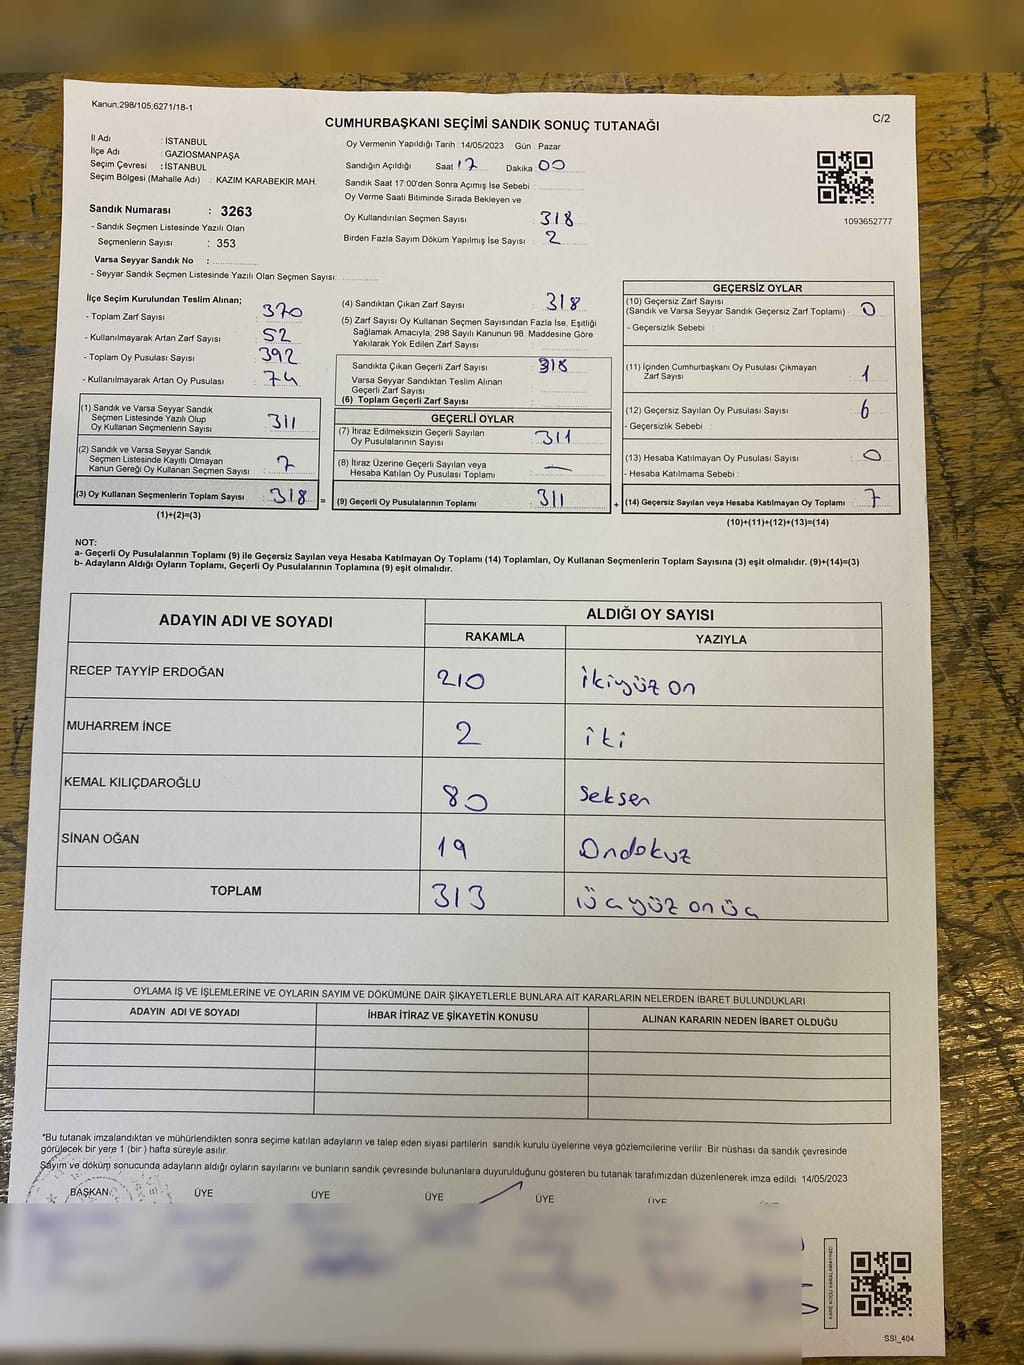 Kanun;298/105;6271/18-1
C/2
CUMHURBAŞKANI SEÇİMİ SANDIK SONUÇ TUTANAĞI
İl Adı : İSTANBUL
İlçe Adı : GAZİOSMANPAŞA
Seçim Çevresi : İSTANBUL
Seçim Bölgesi (Mahalle Adı) : KAZIM KARABEKİR MAH.
Sandık Numarası : 3263
- Sandık Seçmen Listesinde Yazılı Olan
Seçmenlerin Sayısı : 353
Varsa Seyyar Sandık No :
- Seyyar Sandık Seçmen Listesinde Yazılı Olan Seçmen Sayısı:
Oy Vermenin Yapıldığı Tarih : 14/05/2023 Gün : Pazar
Sandığın Açıldığı Saat 17 Dakika 00
Sandık Saat 17:00'den Sonra Açımış İse Sebebi :
Oy Verme Saati Bitiminde Sırada Bekleyen ve
Oy Kullandırılan Seçmen Sayısı : 318
Birden Fazla Sayım Döküm Yapılmış İse Sayısı : 2
1093652777
İlçe Seçim Kurulundan Teslim Alınan;
- Toplam Zarf Sayısı : 370
- Kullanılmayarak Artan Zarf Sayısı : 52
- Toplam Oy Pusulası Sayısı : 392
- Kullanılmayarak Artan Oy Pusulası : 74
(1) Sandık ve Varsa Seyyar Sandık
Seçmen Listesinde Yazılı Olup
Oy Kullanan Seçmenlerin Sayısı : 311
(2) Sandık ve Varsa Seyyar Sandık
Seçmen Listesinde Kayıtlı Olmayan
Kanun Gereği Oy Kullanan Seçmen Sayısı : 7
(3) Oy Kullanan Seçmenlerin Toplam Sayısı : 318 =
(1)+(2)=(3)
(4) Sandıktan Çıkan Zarf Sayısı : 318
(5) Zarf Sayısı Oy Kullanan Seçmen Sayısından Fazla İse, Eşitliği
Sağlamak Amacıyla; 298 Sayılı Kanunun 98. Maddesine Göre
Yakılarak Yok Edilen Zarf Sayısı :
Sandıkta Çıkan Geçerli Zarf Sayısı : 318
Varsa Seyyar Sandıktan Teslim Alınan
Geçerli Zarf Sayısı :
(6) Toplam Geçerli Zarf Sayısı :
GEÇERLİ OYLAR
(7) İtiraz Edilmeksizin Geçerli Sayılan
Oy Pusulalarının Sayısı : 311
(8) İtiraz Üzerine Geçerli Sayılan veya
Hesaba Katılan Oy Pusulası Toplamı : —
(9) Geçerli Oy Pusulalarının Toplamı : 311 +
GEÇERSİZ OYLAR
(10) Geçersiz Zarf Sayısı
(Sandık ve Varsa Seyyar Sandık Geçersiz Zarf Toplamı) : 0
- Geçersizlik Sebebi :
(11) İçinden Cumhurbaşkanı Oy Pusulası Çıkmayan
Zarf Sayısı : 1
(12) Geçersiz Sayılan Oy Pusulası Sayısı : 6
- Geçersizlik Sebebi :
(13) Hesaba Katılmayan Oy Pusulası Sayısı : 0
- Hesaba Katılmama Sebebi :
(14) Geçersiz Sayılan veya Hesaba Katılmayan Oy Toplamı : 7
(10)+(11)+(12)+(13)=(14)
NOT:
a- Geçerli Oy Pusulalarının Toplamı (9) ile Geçersiz Sayılan veya Hesaba Katılmayan Oy Toplamı (14) Toplamları, Oy Kullanan Seçmenlerin Toplam Sayısına (3) eşit olmalıdır. (9)+(14)=(3)
b- Adayların Aldığı Oyların Toplamı, Geçerli Oy Pusulalarının Toplamına (9) eşit olmalıdır.
ADAYIN ADI VE SOYADI ALDIĞI OY SAYISI
RAKAMLA YAZIYLA
RECEP TAYYİP ERDOĞAN 210 ikiyüz on
MUHARREM İNCE 2 iki
KEMAL KILIÇDAROĞLU 80 Seksen
SİNAN OĞAN 19 Ondokuz
TOPLAM 313 üçyüz onüç
OYLAMA İŞ VE İŞLEMLERİNE VE OYLARIN SAYIM VE DÖKÜMÜNE DAİR ŞİKAYETLERLE BUNLARA AİT KARARLARIN NELERDEN İBARET BULUNDUKLARI
ADAYIN ADI VE SOYADI İHBAR İTİRAZ VE ŞİKAYETİN KONUSU ALINAN KARARIN NEDEN İBARET OLDUĞU
*Bu tutanak imzalandıktan ve mühürlendikten sonra seçime katılan adayların ve talep eden siyasi partilerin sandık kurulu üyelerine veya gözlemcilerine verilir .Bir nüshası da sandık çevresinde
görülecek bir yere 1 (bir ) hafta süreyle asılır.
Sayım ve döküm sonucunda adayların aldığı oyların sayılarını ve bunların sandık çevresinde bulunanlara duyurulduğunu gösteren bu tutanak tarafımızdan düzenlenerek imza edildi. 14/05/2023
BAŞKAN ÜYE ÜYE ÜYE ÜYE ÜYE
KARE KODU KARALAMAYINIZ!
SSI_404